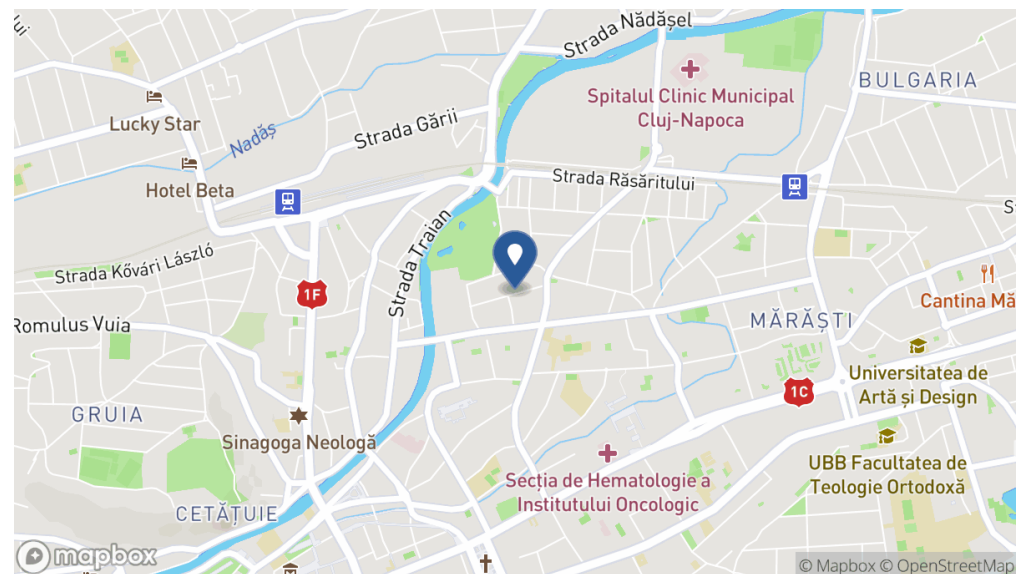 ui
Strada Nădășel
BULGARIA
Spitalul Clinic Municipal
Cluj-Napoca
Lucky Star
Nadăș
Strada Gării
Hotel Beta
Strada Răsăritului
S
Strada Traian
Strada Kővári László
1F
Cantina Mă
Romulus Vuia
MĂRĂȘTI
Universitatea de
Artă și Design
1C
GRUIA
Sinagoga Neologă
UBB Facultatea de
Teologie Ortodoxă
Secția de Hematologie a
Institutului Oncologic
CETĂȚUIE
mapbox
© Mapbox © OpenStreetMap